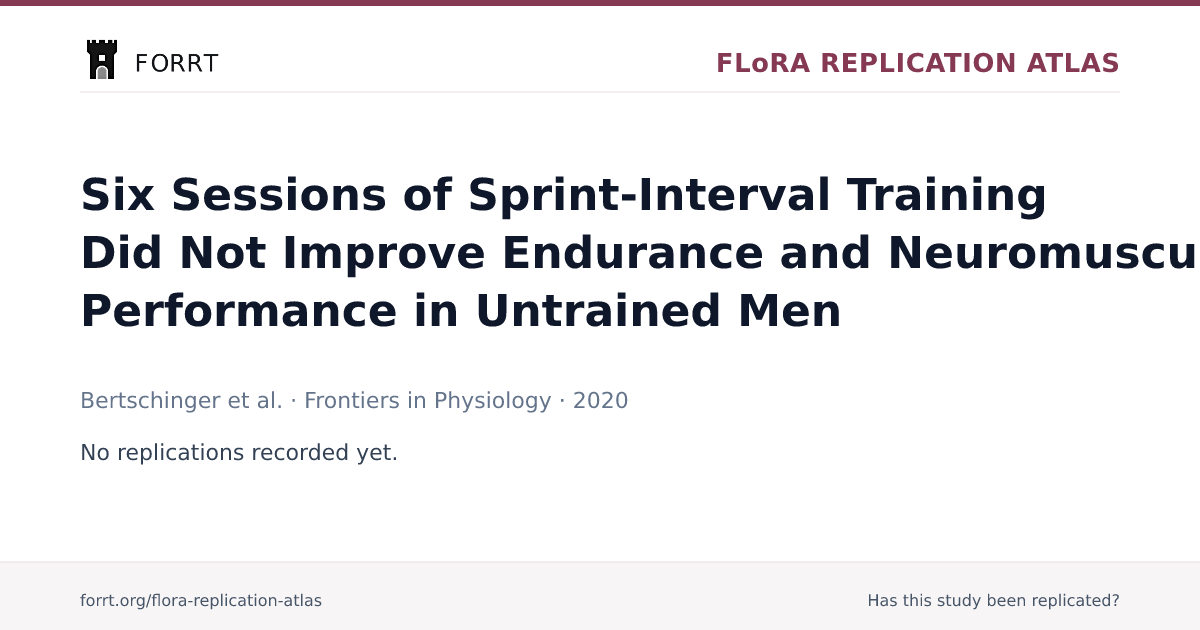 FORRT
FLoRA REPLICATION ATLAS
Six Sessions of Sprint-Interval Training
Did Not Improve Endurance and Neuromuscu
Performance in Untrained Men
Bertschinger et al. · Frontiers in Physiology · 2020
No replications recorded yet.
forrt.org/flora-replication-atlas
Has this study been replicated?